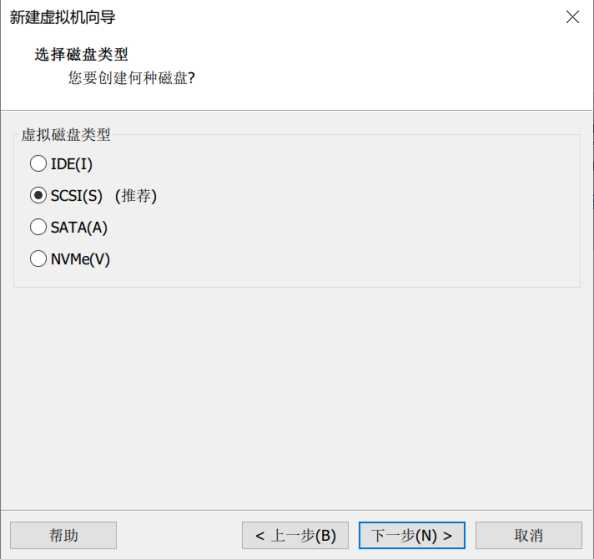 新建虚拟机向导
选择磁盘类型
您要创建何种磁盘?
虚拟磁盘类型
IDE(I)
SCSI(S) (推荐)
SATA(A)
NVMe(V)
帮助 < 上一步(B) 下一步(N) > 取消